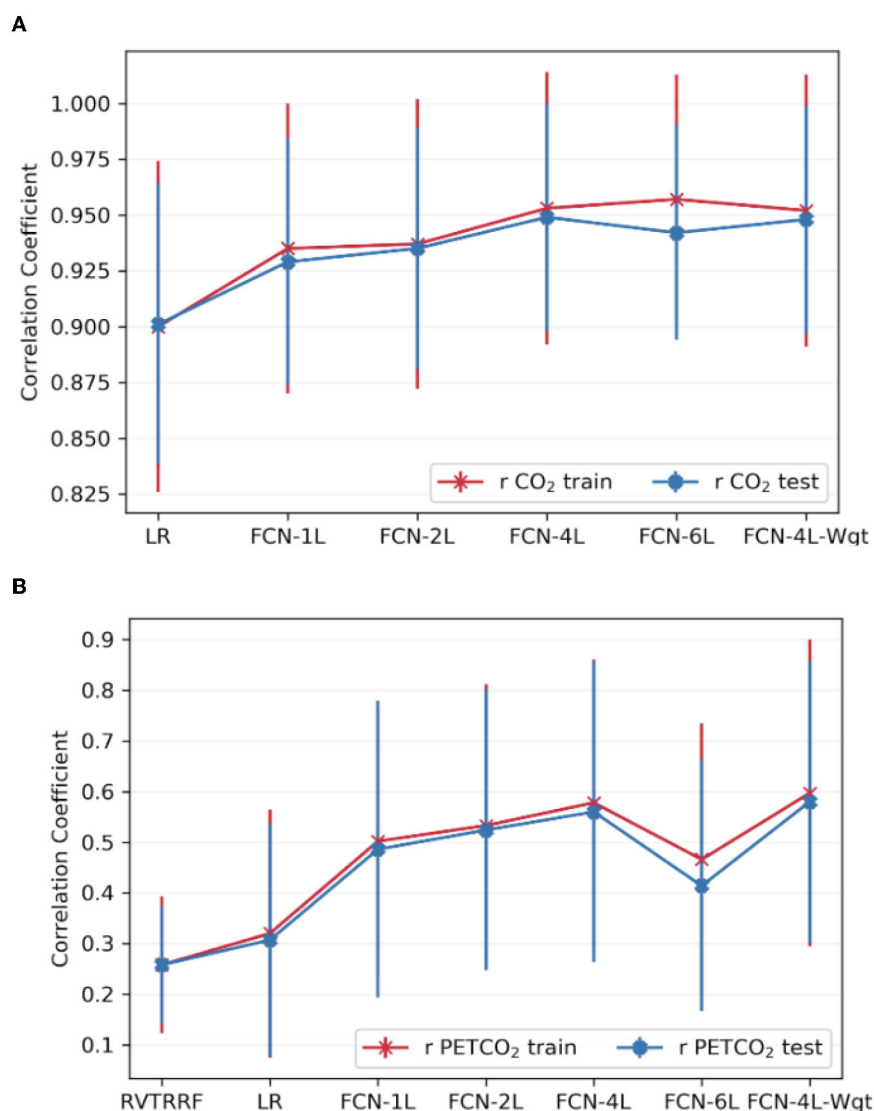 A
Correlation Coefficient
1.000
0.975
0.950
0.925
0.900
0.875
0.850
0.825
r CO₂ train r CO₂ test
LR FCN-1L FCN-2L FCN-4L FCN-6L FCN-4L-Wgt
B
Correlation Coefficient
0.9
0.8
0.7
0.6
0.5
0.4
0.3
0.2
0.1
r PETCO₂ train r PETCO₂ test
RVTRRF LR FCN-1L FCN-2L FCN-4L FCN-6L FCN-4L-Wgt